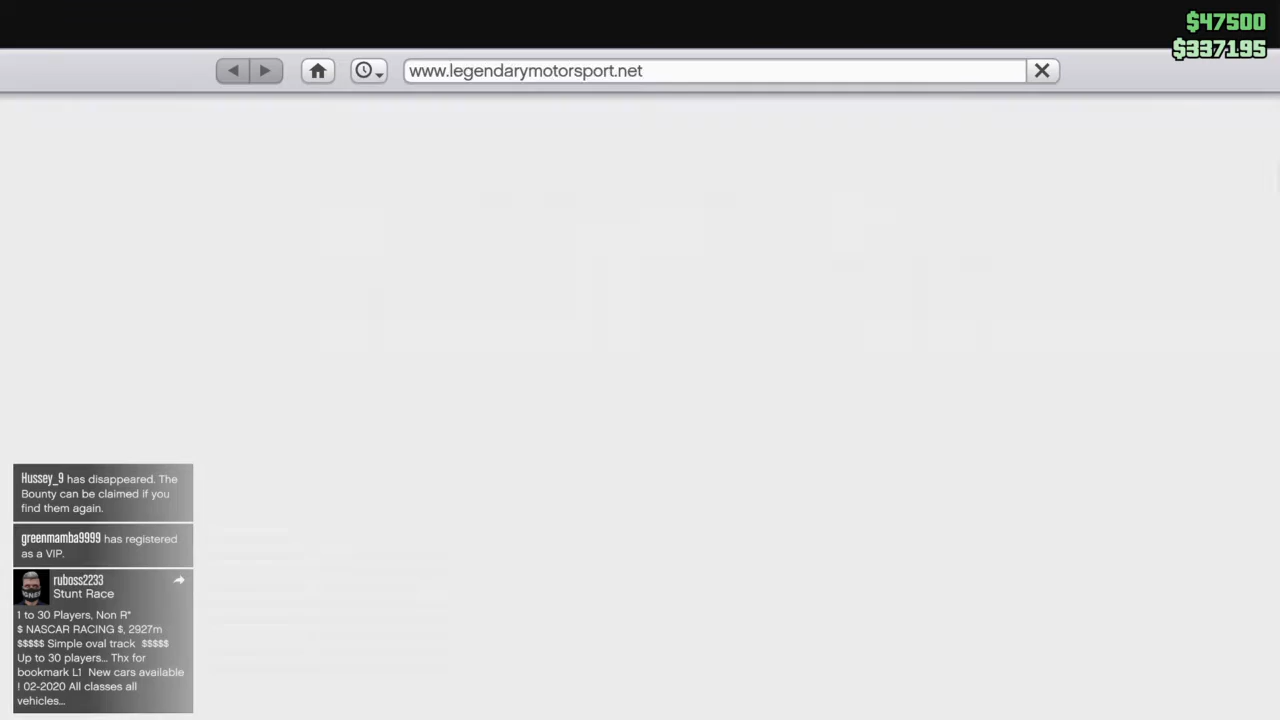 $47500
$337195
www.legendarymotorsport.net
Hussey_9 has disappeared. The
Bounty can be claimed if you
find them again.
greenmamba9999 has registered
as a VIP.
ruboss2233
Stunt Race
1 to 30 Players, Non R*
$ NASCAR RACING $, 2927m
$$$$$ Simple oval track $$$$$
Up to 30 players... Thx for
bookmark L1 New cars available
! 02-2020 All classes all
vehicles...